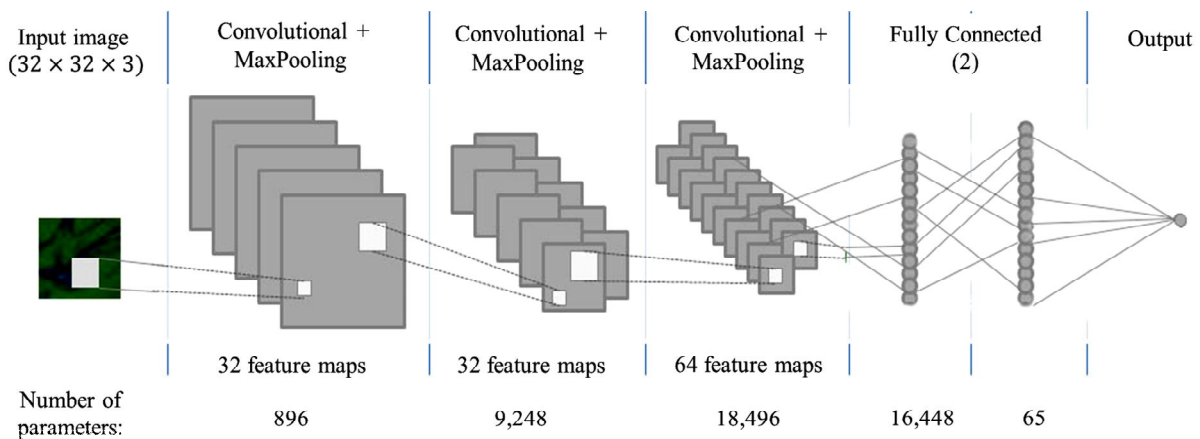 Input image
(32 × 32 × 3)
Convolutional +
MaxPooling
Convolutional +
MaxPooling
Convolutional +
MaxPooling
Fully Connected
(2)
Output
32 feature maps
32 feature maps
64 feature maps
Number of
parameters:
896
9,248
18,496
16,448
65